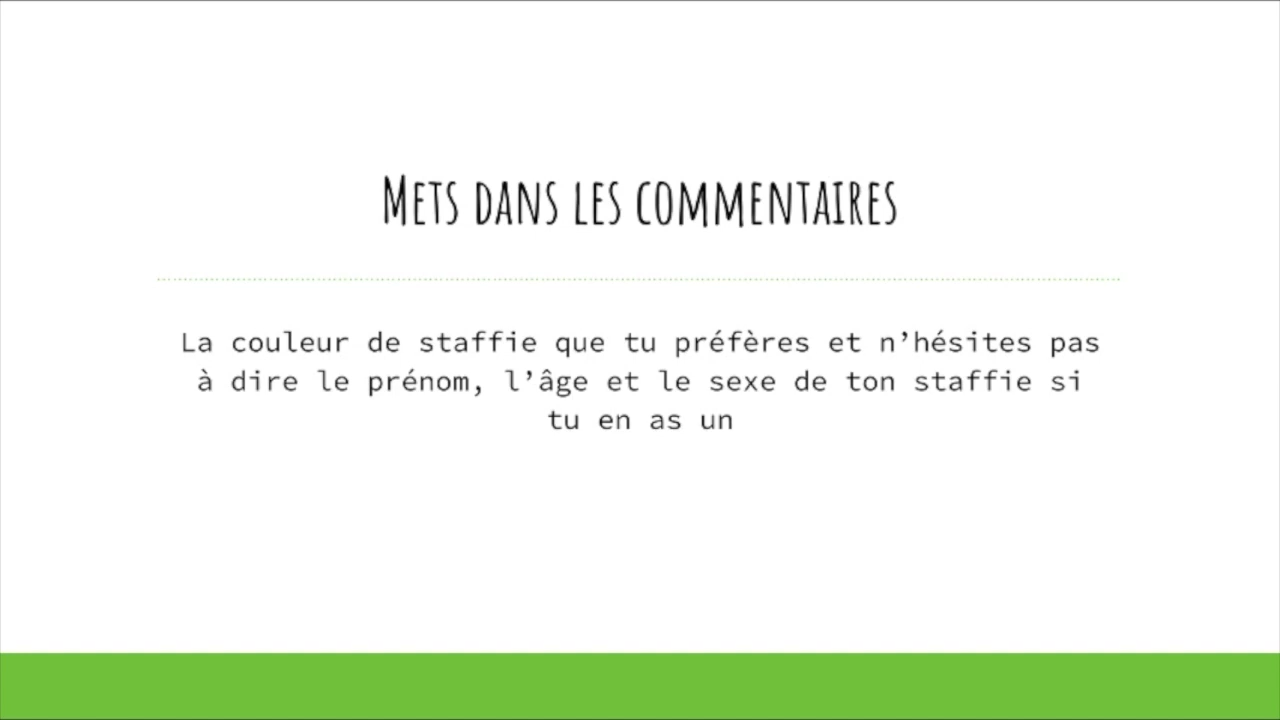 Mets dans les commentaires
La couleur de staffie que tu préfères et n’hésites pas
à dire le prénom, l’âge et le sexe de ton staffie si
tu en as un